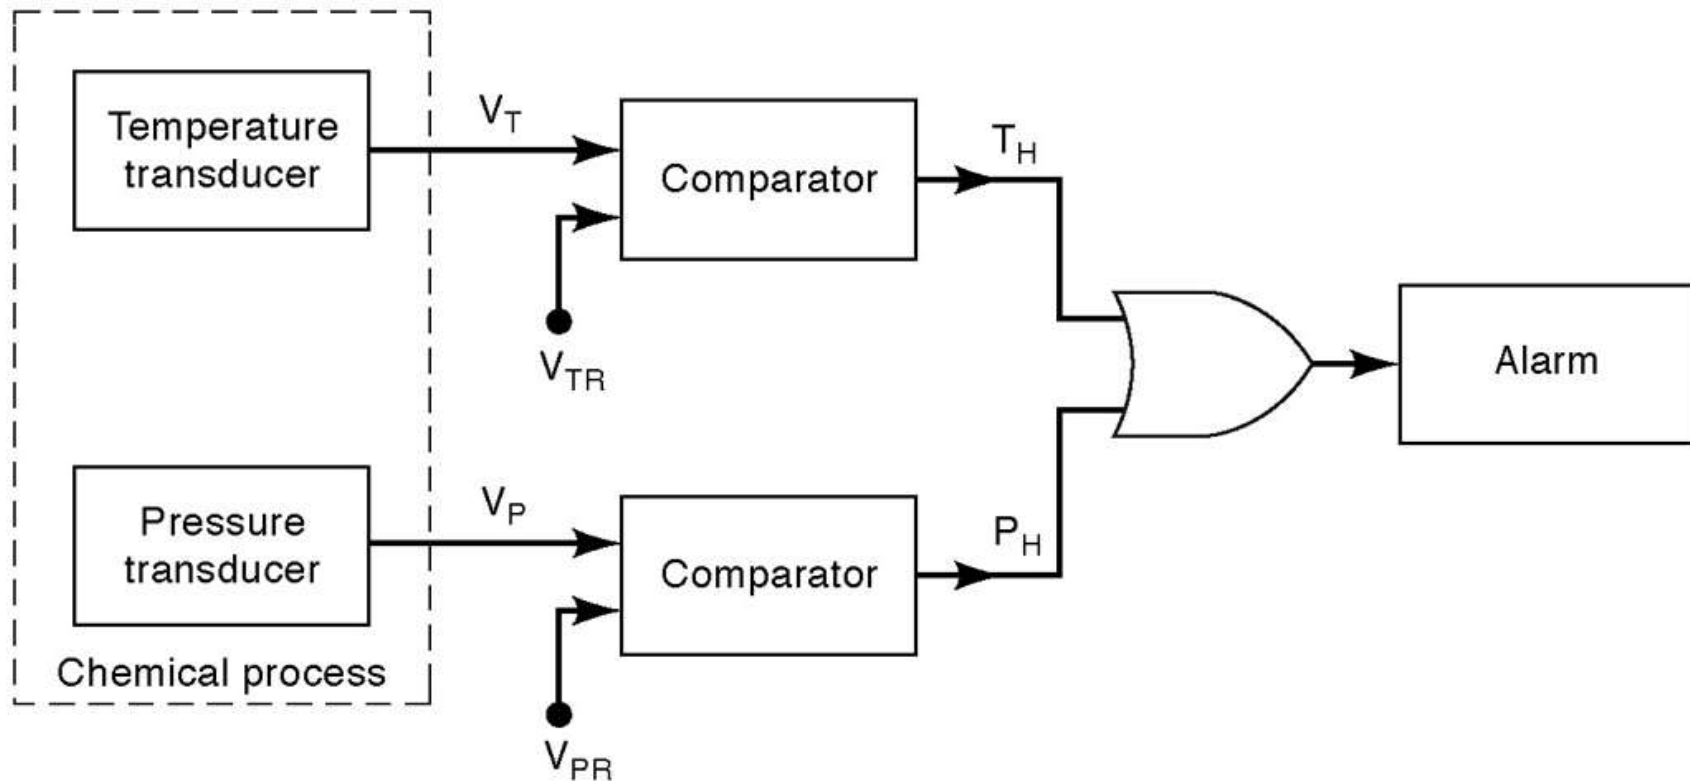 Temperature
transducer
V_T
Comparator
T_H
V_TR
Alarm
Pressure
transducer
V_P
Comparator
P_H
Chemical process
V_PR